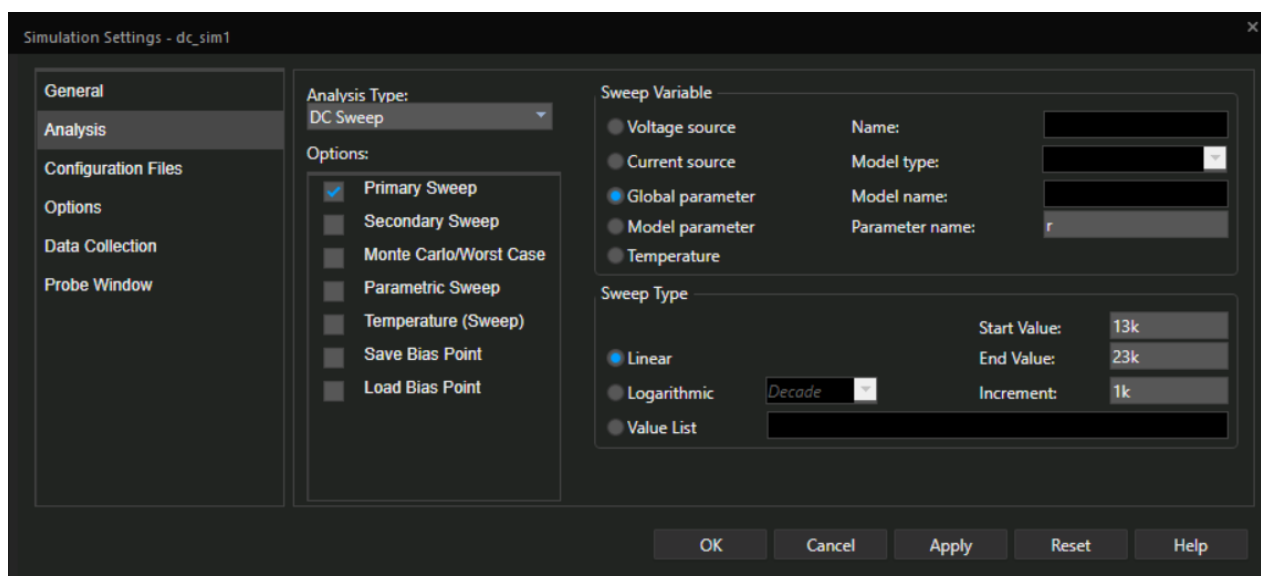 Simulation Settings - dc_sim1
×
General
Analysis
Configuration Files
Options
Data Collection
Probe Window
Analysis Type:
DC Sweep
Options:
Primary Sweep
Secondary Sweep
Monte Carlo/Worst Case
Parametric Sweep
Temperature (Sweep)
Save Bias Point
Load Bias Point
Sweep Variable
Voltage source
Name:
Current source
Model type:
Global parameter
Model name:
Model parameter
Parameter name: r
Temperature
Sweep Type
Start Value: 13k
Linear
End Value: 23k
Logarithmic Decade
Increment: 1k
Value List
OK Cancel Apply Reset Help